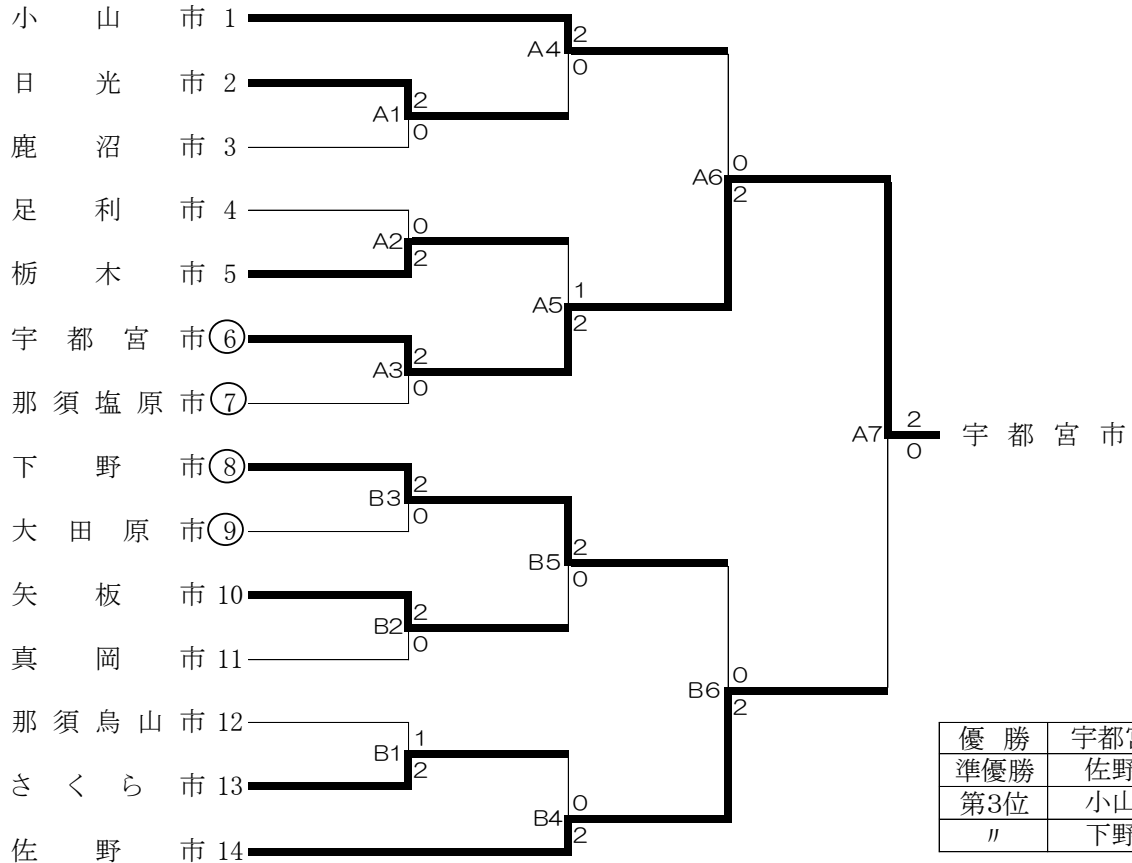 小山市 1
2
A4
0
日光市 2
2
A1
0
鹿沼市 3
0
A6
2
足利市 4
0
A2
2
栃木市 5
1
A5
2
宇都宮市 ⑥
2
A3
0
那須塩原市 ⑦
2
A7
0
宇都宮市
下野市 ⑧
2
B3
0
大田原市 ⑨
2
B5
0
矢板市 10
2
B2
0
真岡市 11
0
B6
2
那須烏山市 12
1
B1
2
さくら市 13
0
B4
2
佐野市 14
優勝 宇都
準優勝 佐野
第3位 小山
〃 下野